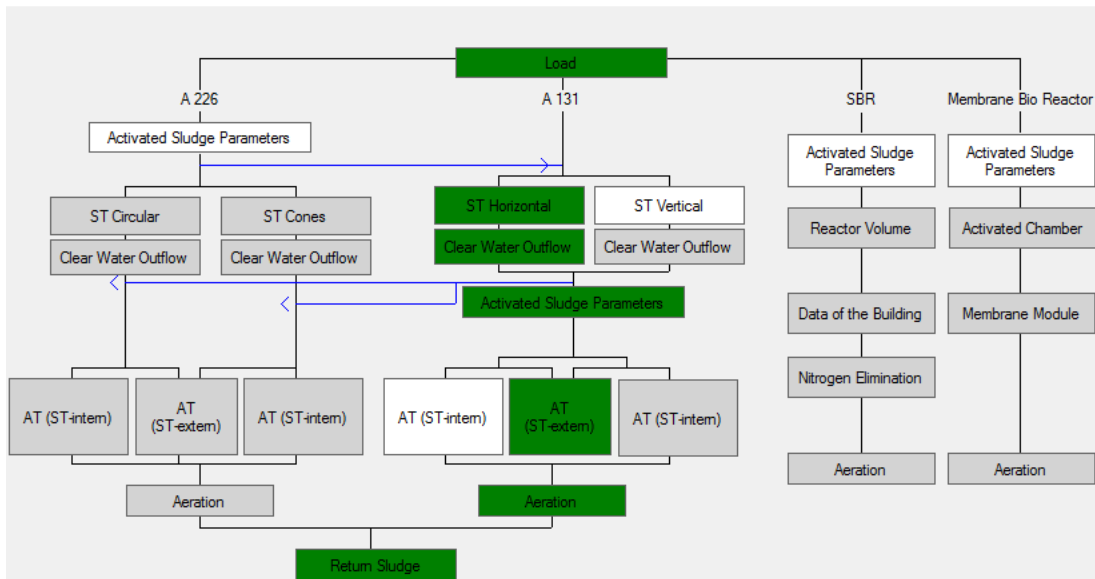 Load
A 226
A 131
SBR
Membrane Bio Reactor
Activated Sludge Parameters
Activated Sludge
Parameters
Activated Sludge
Parameters
ST Circular
ST Cones
ST Horizontal
ST Vertical
Reactor Volume
Activated Chamber
Clear Water Outflow
Clear Water Outflow
Clear Water Outflow
Clear Water Outflow
Activated Sludge Parameters
Data of the Building
Membrane Module
Nitrogen Elimination
AT (ST-intern)
AT
(ST-extern)
AT (ST-intern)
AT (ST-intern)
AT
(ST-extern)
AT (ST-intern)
Aeration
Aeration
Aeration
Aeration
Return Sludge